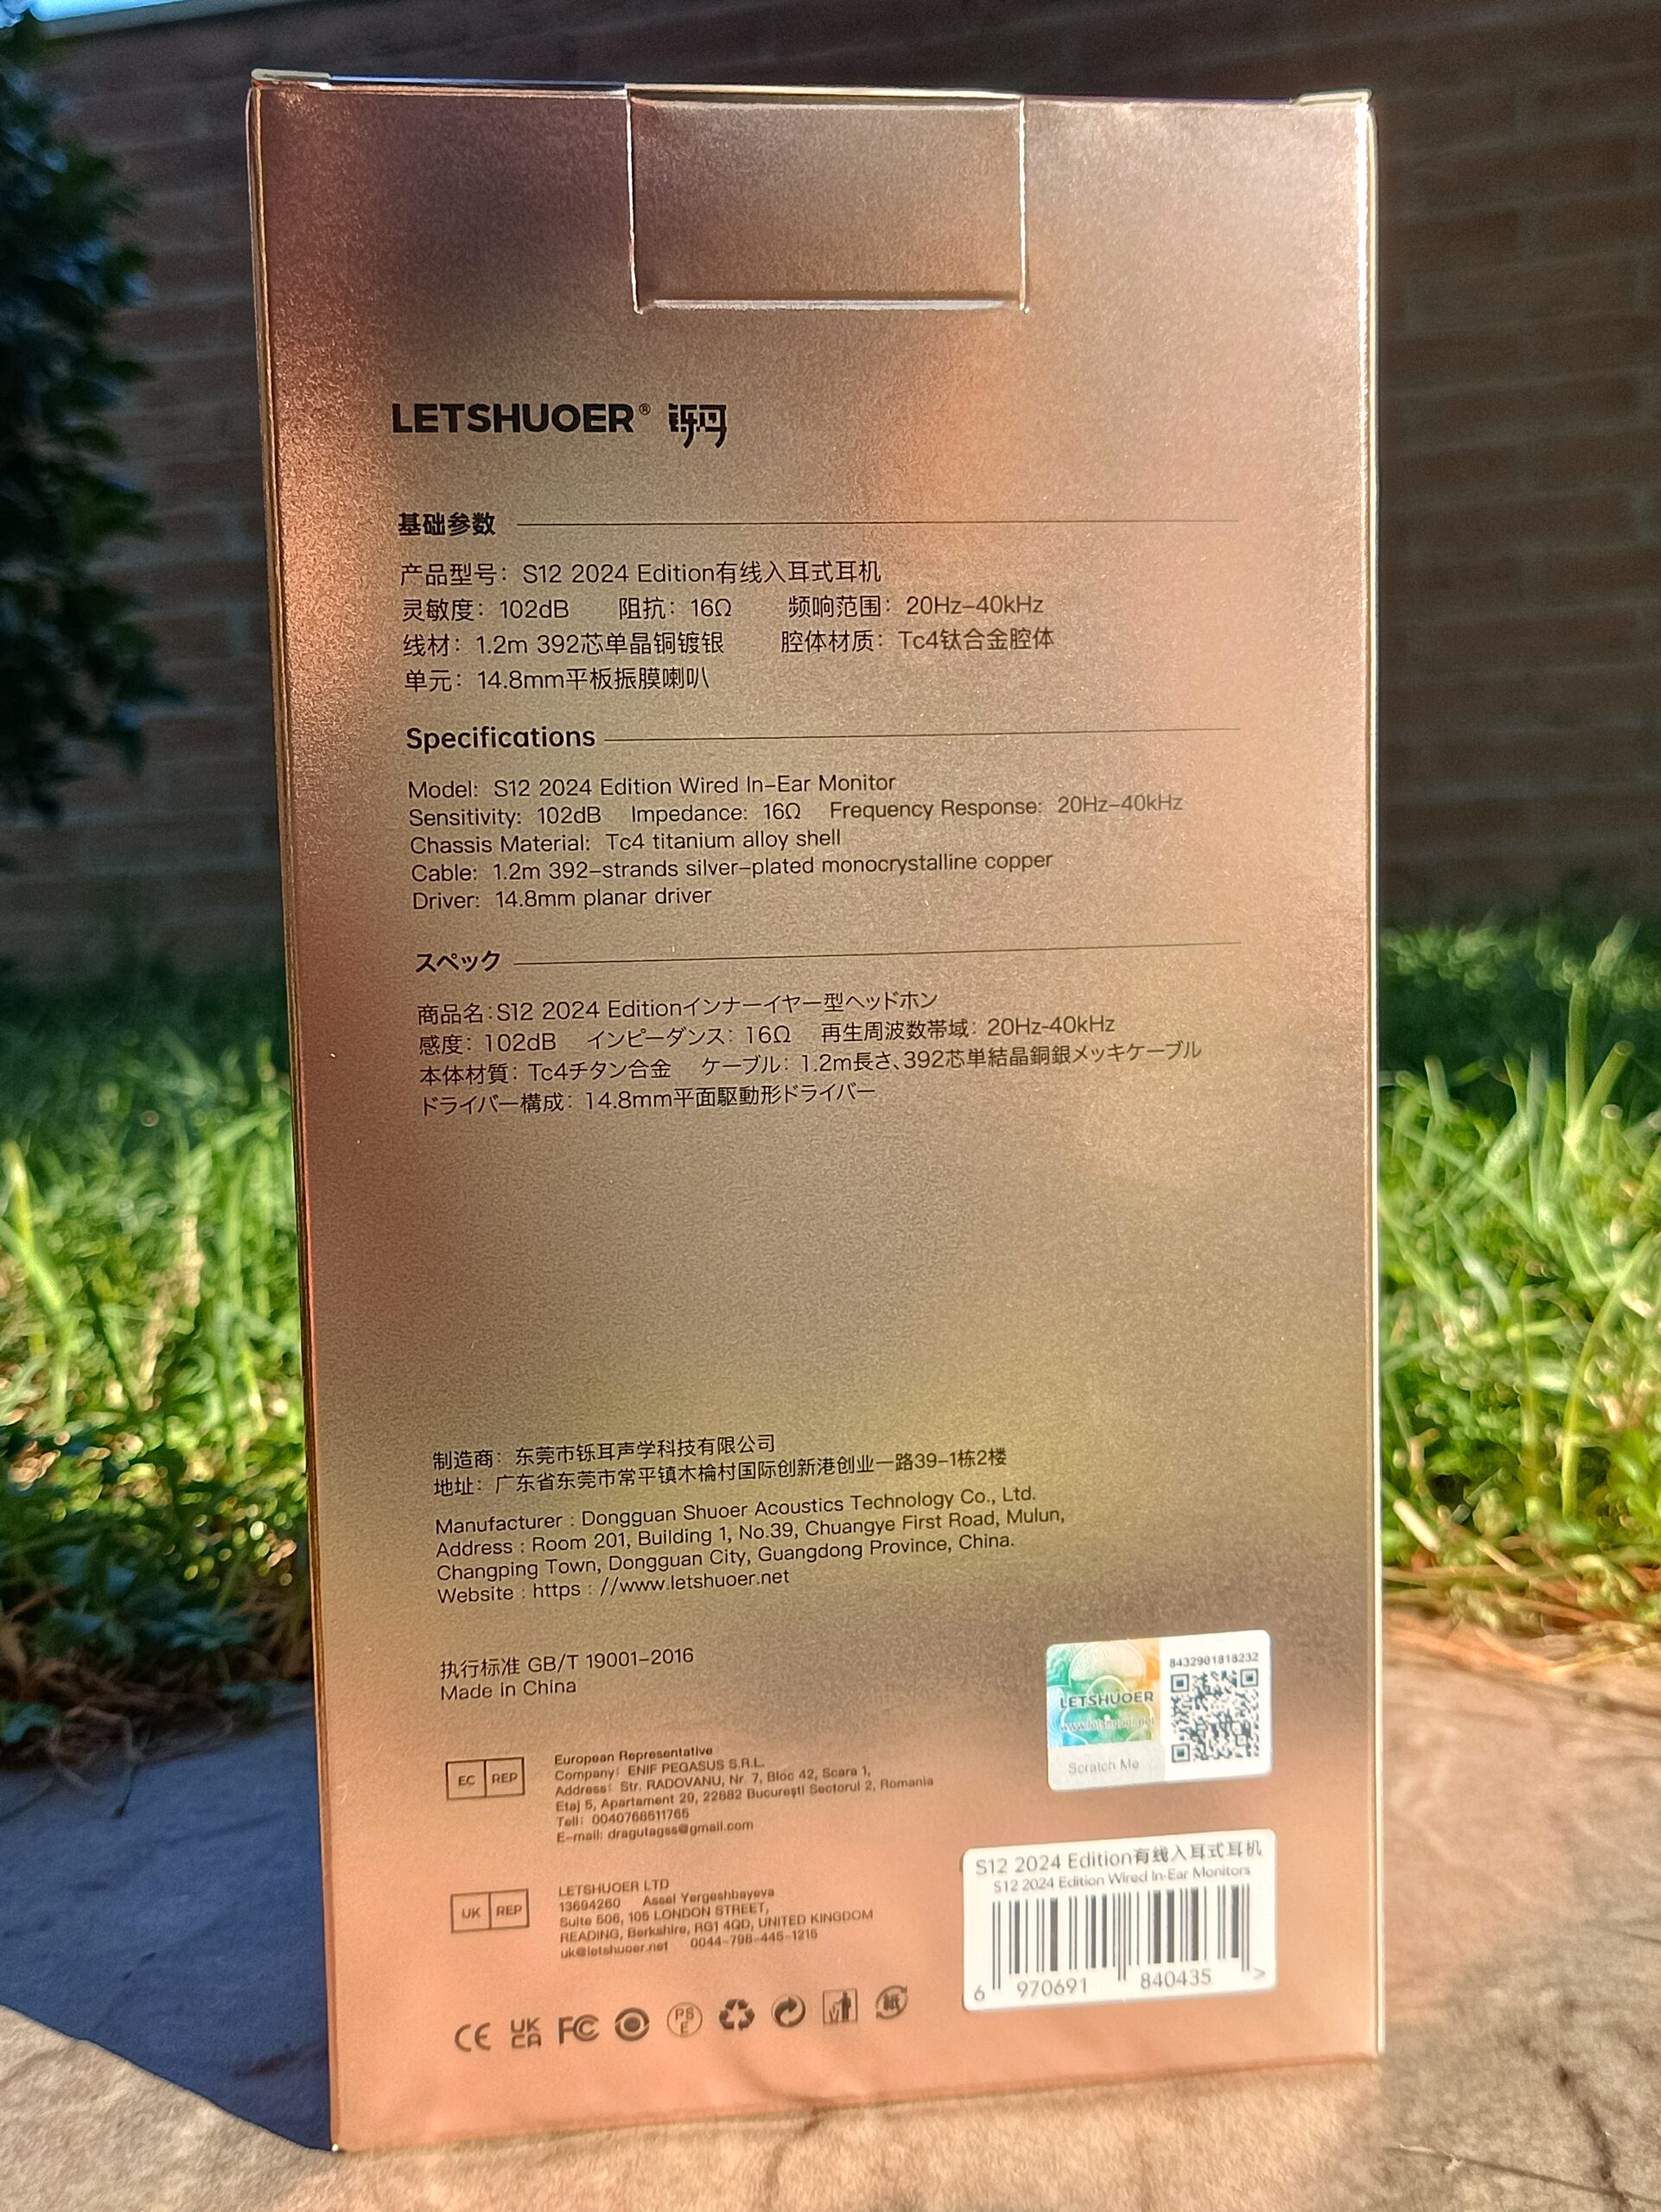 LETSHUOER® 铄耳
基础参数
产品型号：S12 2024 Edition有线入耳式耳机
灵敏度：102dB 阻抗：16Ω 频响范围：20Hz-40kHz
线材：1.2m 392芯单晶铜镀银 腔体材质：Tc4钛合金腔体
单元：14.8mm平板振膜喇叭
Specifications
Model: S12 2024 Edition Wired In-Ear Monitor
Sensitivity: 102dB Impedance: 16Ω Frequency Response: 20Hz-40kHz
Chassis Material: Tc4 titanium alloy shell
Cable: 1.2m 392-strands silver-plated monocrystalline copper
Driver: 14.8mm planar driver
スペック
商品名：S12 2024 Editionインナーイヤー型ヘッドホン
感度：102dB インピーダンス：16Ω 再生周波数帯域：20Hz-40kHz
本体材質：Tc4チタン合金 ケーブル：1.2m長さ、392芯単結晶銅銀メッキケーブル
ドライバー構成：14.8mm平面駆動形ドライバー
制造商：东莞市铄耳声学科技有限公司
地址：广东省东莞市常平镇木棆村国际创新港创业一路39-1栋2楼
Manufacturer : Dongguan Shuoer Acoustics Technology Co., Ltd.
Address : Room 201, Building 1, No.39, Chuangye First Road, Mulun,
Changping Town, Dongguan City, Guangdong Province, China.
Website : https : //www.letshuoer.net
执行标准 GB/T 19001-2016
Made in China
8432901818232
LETSHUOER
www.letshuoer.net
Scratch Me
EC REP
European Representative
Company: ENIF PEGASUS S.R.L.
Address: Str. RADOVANU, Nr. 7, Bloc 42, Scara 1,
Etaj 5, Apartament 29, 22882 București Sectorul 2, Romania
Tell: 0040768511765
E-mail: dragutagss@gmail.com
UK REP
LETSHUOER LTD
13694260 Assel Yergeshbayeva
Suite 506, 105 LONDON STREET,
READING, Berkshire, RG1 4QD, UNITED KINGDOM
uk@letshuoer.net 0044-798-445-1215
S12 2024 Edition有线入耳式耳机
S12 2024 Edition Wired In-Ear Monitors
6 970691 840435 >
CE UK CA FC PS E 紙